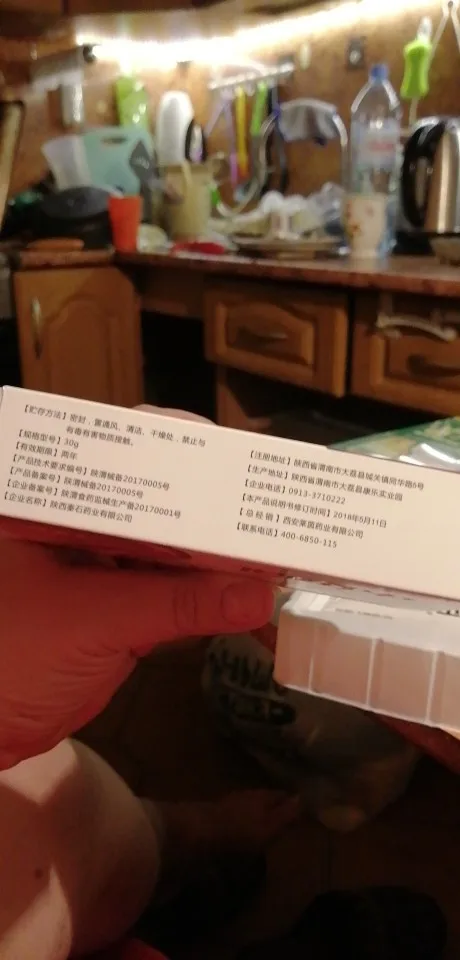 【贮存方法】密封，置通风、清洁、干燥处，禁止与
有毒有害物质接触。
【规格型号】30g
【有效期限】两年
【产品技术要求编号】陕渭械备20170005号
【产品备案号】陕渭械备20170005号
【企业备案号】陕渭食药监械生产备20170001号
【企业名称】陕西秦石药业有限公司
【注册地址】陕西省渭南市大荔县城关镇帅华路6号
【生产地址】陕西省渭南市大荔县康乐实业园
【企业电话】0913-3710222
【本产品说明书修订时间】2018年6月11日
【总 经 销】西安莱茵药业有限公司
【联系电话】400-6850-115